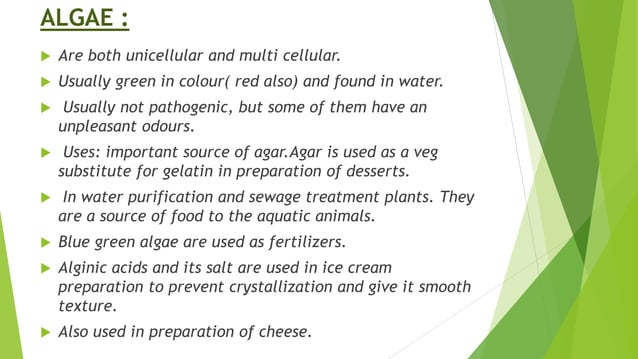 ALGAE :
Are both unicellular and multi cellular.
Usually green in colour( red also) and found in water.
Usually not pathogenic, but some of them have an
unpleasant odours.
Uses: important source of agar.Agar is used as a veg
substitute for gelatin in preparation of desserts.
In water purification and sewage treatment plants. They
are a source of food to the aquatic animals.
Blue green algae are used as fertilizers.
Alginic acids and its salt are used in ice cream
preparation to prevent crystallization and give it smooth
texture.
Also used in preparation of cheese.